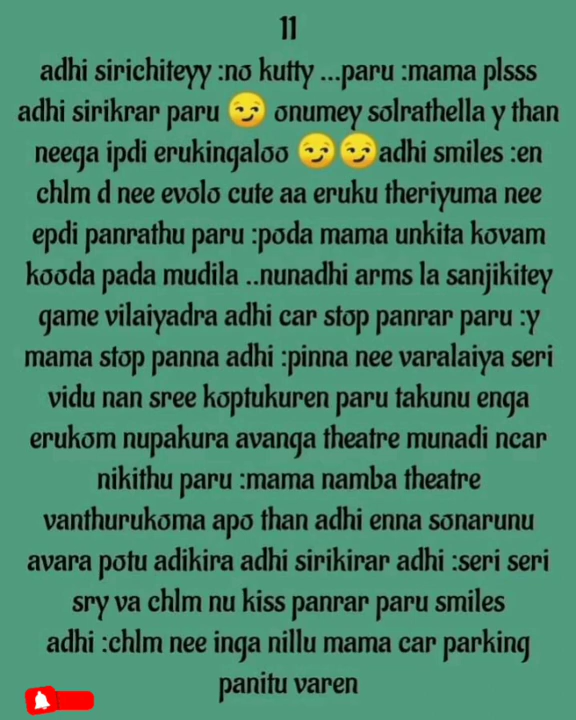 11
adhi sirichiteyy :no kutty ...paru :mama plsss
adhi sirikrar paru 😏 onumey solrathella y than
neega ipdi erukingaloo 😏😏adhi smiles :en
chlm d nee evolo cute aa eruku theriyuma nee
epdi panrathu paru :poda mama unkita kovam
kooda pada mudila ..nunadhi arms la sanjikitey
game vilaiyadra adhi car stop panrar paru :y
mama stop panna adhi :pinna nee varalaiya seri
vidu nan sree koptukuren paru takunu enga
erukom nupakura avanga theatre munadi ncar
nikithu paru :mama namba theatre
vanthurukoma apo than adhi enna sonarunu
avara potu adikira adhi sirikirar adhi :seri seri
sry va chlm nu kiss panrar paru smiles
adhi :chlm nee inga nillu mama car parking
panitu varen